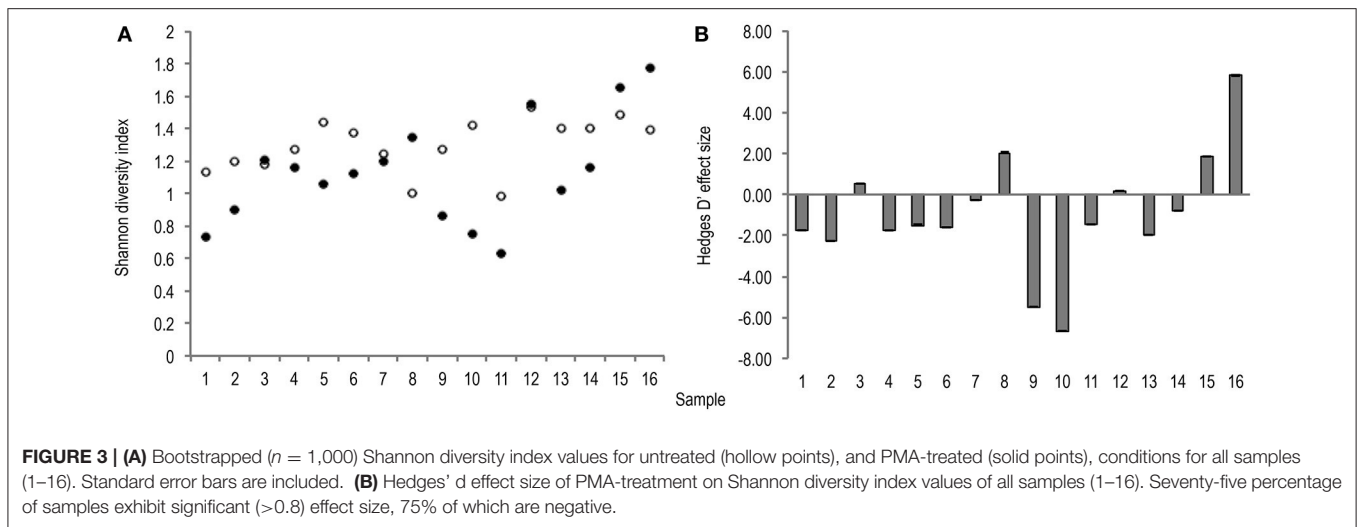 A
Shannon diversity index
2
1.8
1.6
1.4
1.2
1
0.8
0.6
0.4
0.2
0
1 2 3 4 5 6 7 8 9 10 11 12 13 14 15 16
Sample
B
Hedges D' effect size
8.00
6.00
4.00
2.00
0.00
-2.00
-4.00
-6.00
-8.00
1 2 3 4 5 6 7 8 9 10 11 12 13 14 15 16
FIGURE 3 | (A) Bootstrapped (n = 1,000) Shannon diversity index values for untreated (hollow points), and PMA-treated (solid points), conditions for all samples
(1–16). Standard error bars are included. (B) Hedges' d effect size of PMA-treatment on Shannon diversity index values of all samples (1–16). Seventy-five percentage
of samples exhibit significant (>0.8) effect size, 75% of which are negative.